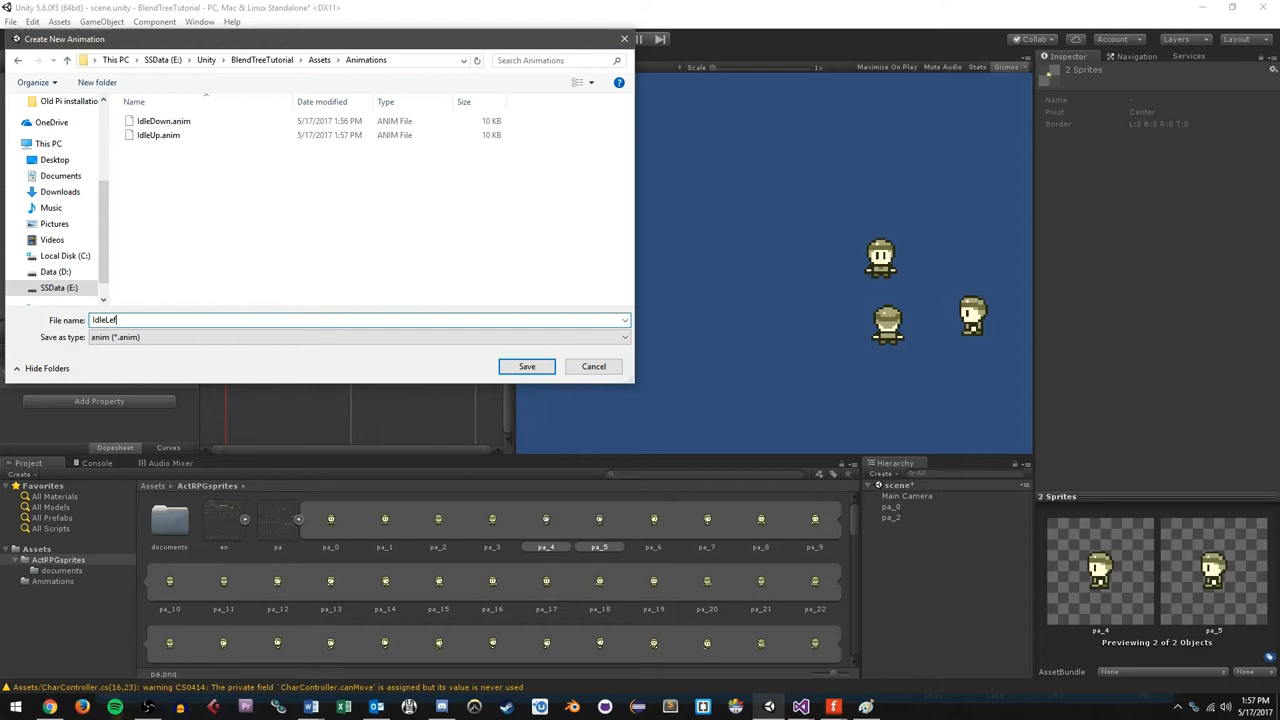 Unity 5.6.0f3 (64bit) - scene.unity - BlendTreeTutorial - PC, Mac & Linux Standalone* <DX11>
File Edit Assets GameObject Component Window Help
Create New Animation
Collab Account Layers Layout
This PC SSData (E:) Unity BlendTreeTutorial Assets Animations Search Animations
Inspector Navigation Services
Scale 1x Maximize On Play Mute Audio Stats Gizmos
2 Sprites
Organize New folder
Name -
Pivot Center
Border L:0 B:0 R:0 T:0
Name Date modified Type Size
Old Pi installatio
OneDrive
This PC
Desktop
Documents
Downloads
Music
Pictures
Videos
Local Disk (C:)
Data (D:)
SSData (E:)
IdleDown.anim 5/17/2017 1:56 PM ANIM File 10 KB
IdleUp.anim 5/17/2017 1:57 PM ANIM File 10 KB
File name: IdleLef
Save as type: anim (*.anim)
Hide Folders Save Cancel
Add Property
Dopesheet Curves
Project Console Audio Mixer
Create
Favorites
All Materials
All Models
All Prefabs
All Scripts
Assets
ActRPGsprites
documents
Animations
Assets ActRPGsprites
documents en pa pa_0 pa_1 pa_2 pa_3 pa_4 pa_5 pa_6 pa_7 pa_8 pa_9
pa_10 pa_11 pa_12 pa_13 pa_14 pa_15 pa_16 pa_17 pa_18 pa_19 pa_20 pa_21 pa_22
pa.png
Hierarchy
Create All
scene*
Main Camera
pa_0
pa_2
2 Sprites
pa_4 pa_5
Previewing 2 of 2 Objects
AssetBundle None None
Assets/CharController.cs(16,23): warning CS0414: The private field `CharController.canMove' is assigned but its value is never used
1:57 PM
5/17/2017